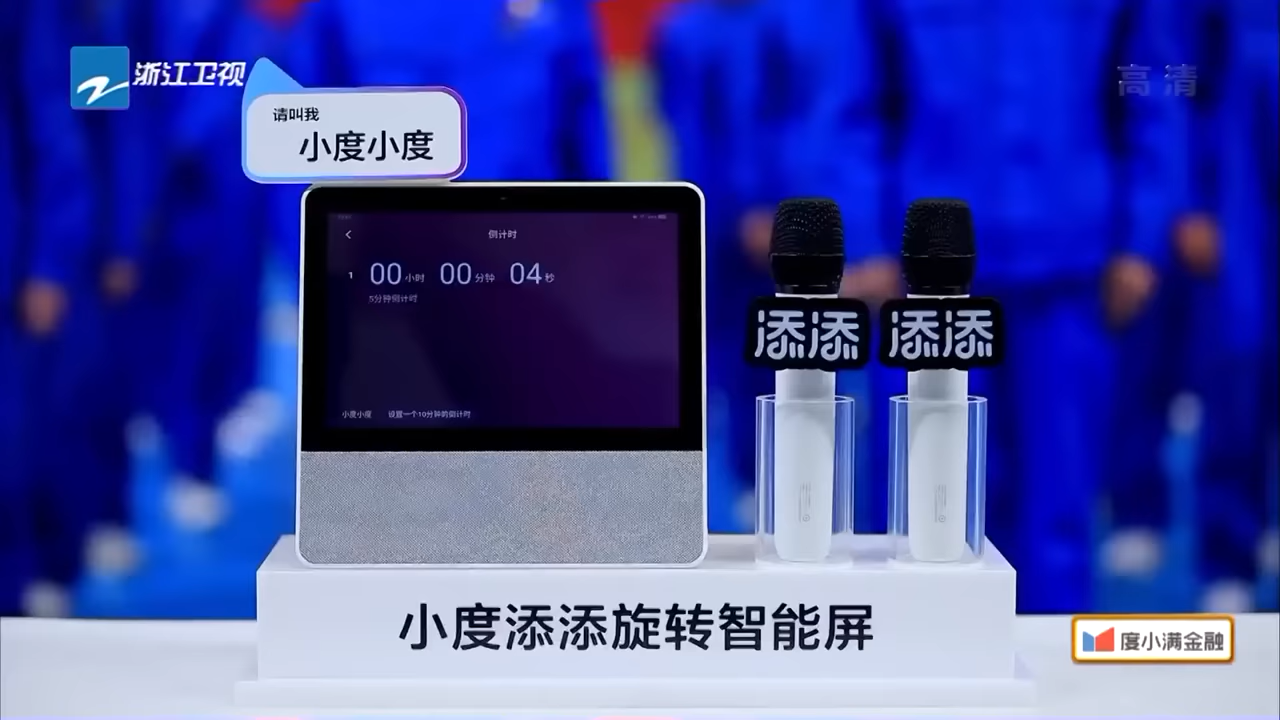 浙江卫视
高清
请叫我
小度小度
倒计时
1 00小时 00分钟 04秒
5分钟倒计时
小度小度 设置一个10分钟的倒计时
添添
添添
小度添添旋转智能屏
度小满金融